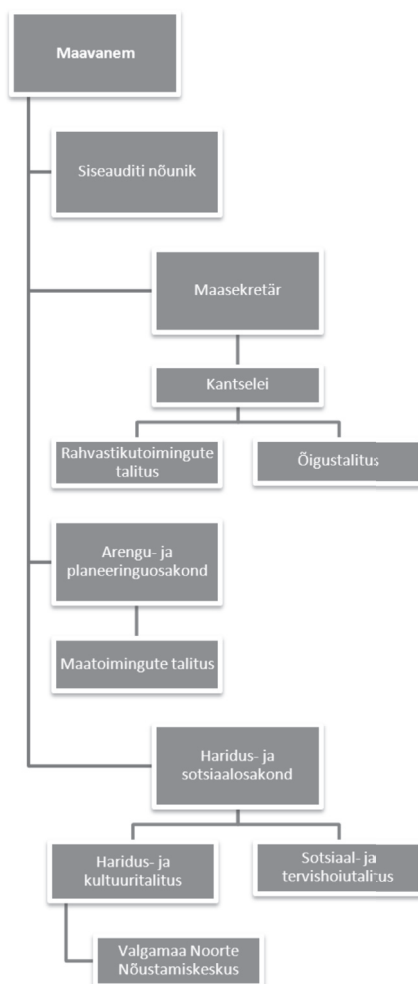 Maavanem
Siseauditi nõunik
Maasekretär
Kantselei
Rahvastikutoimingute
talitus
Õigustalitus
Arengu- ja
planeeringuosakond
Maatoimingute talitus
Haridus- ja
sotsiaalosakond
Haridus- ja
kultuuritalitus
Sotsiaal- ja
tervishoiutalitus
Valgamaa Noorte
Nõustamiskeskus